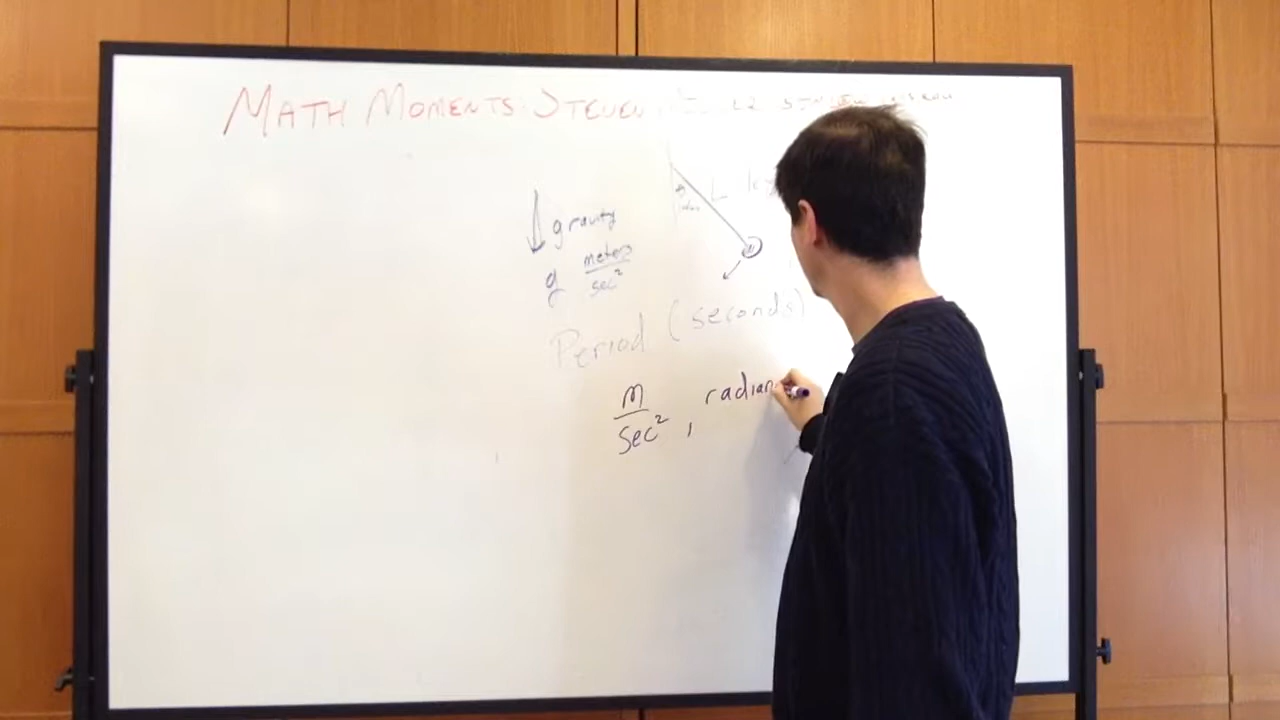 MATH MOMENTS: STEVEN
L
gravity
g meters
sec²
Period (seconds)
m
sec² , radian